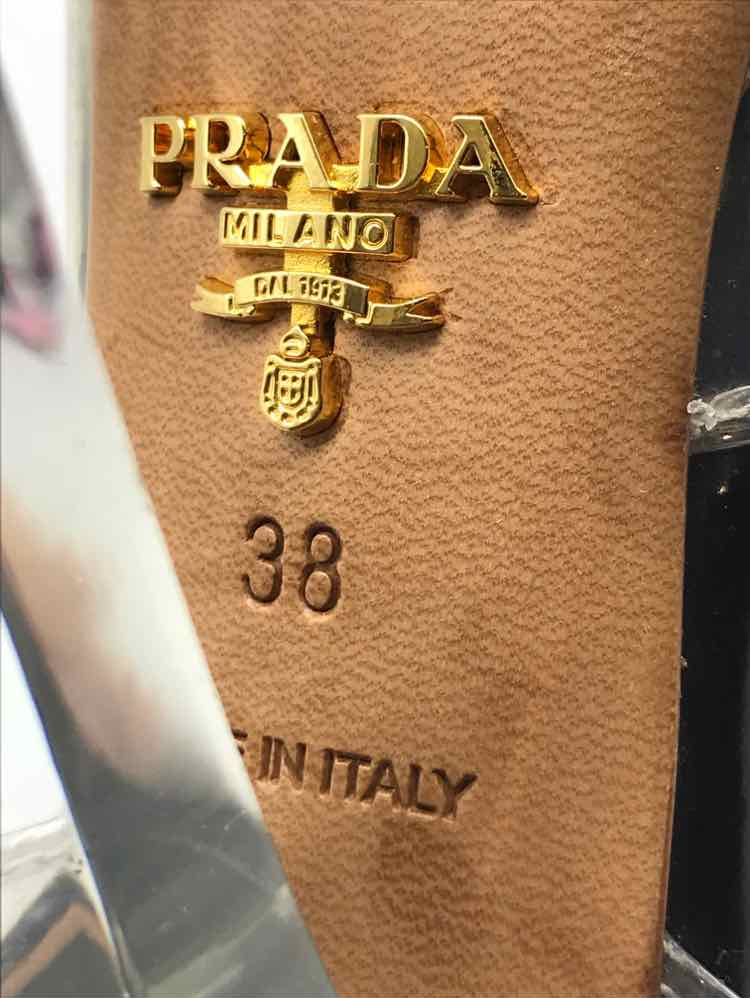 PRADA
MILANO
DAL 1913
38
E IN ITALY